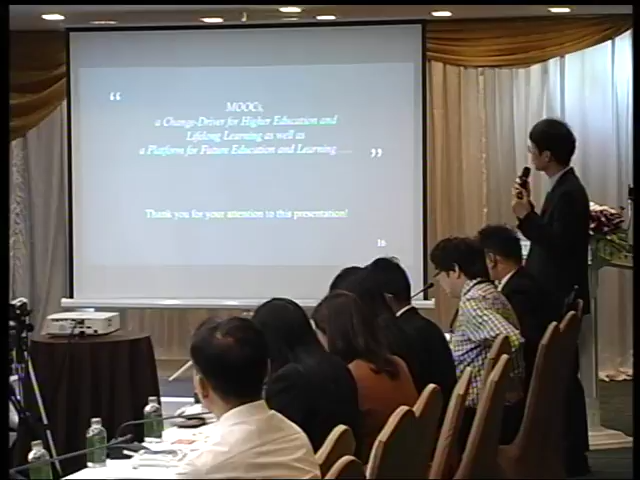 “
MOOCs,
a Change-Driver for Higher Education and
Lifelong Learning as well as
a Platform for Future Education and Learning…..
”
Thank you for your attention to this presentation!
16